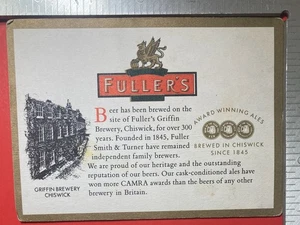 FULLER'S
Beer has been brewed on the
site of Fuller's Griffin
Brewery, Chiswick, for over 300
years. Founded in 1845, Fuller
Smith & Turner have remained
independent family brewers.
We are proud of our heritage and the outstanding
reputation of our beers. Our cask-conditioned ales have
won more CAMRA awards than the beers of any other
brewery in Britain.
AWARD WINNING ALES
BREWED IN CHISWICK
SINCE 1845
GRIFFIN BREWERY
CHISWICK